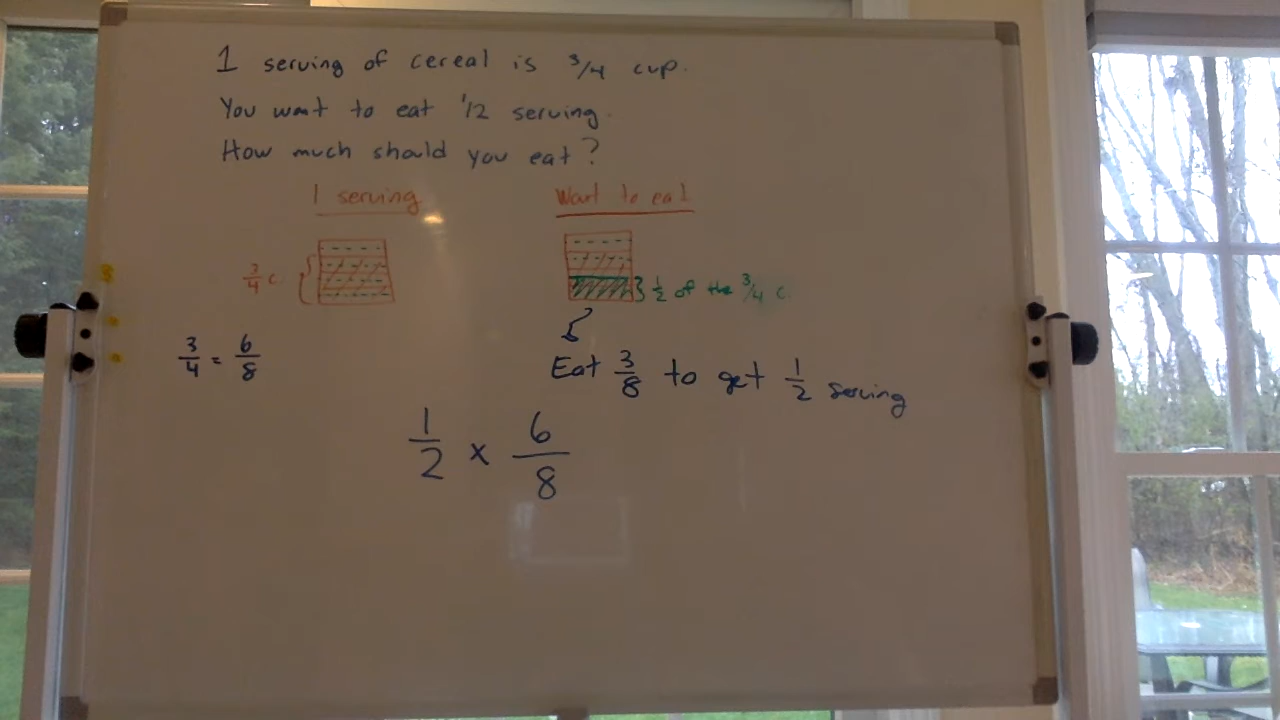 1 serving of cereal is 3/4 cup.
You want to eat 1/2 serving.
How much should you eat?
1 serving
Want to eat
3/4 c.
1/2 of the 3/4 c.
3/4 = 6/8
Eat 3/8 to get 1/2 serving
1/2 x 6/8